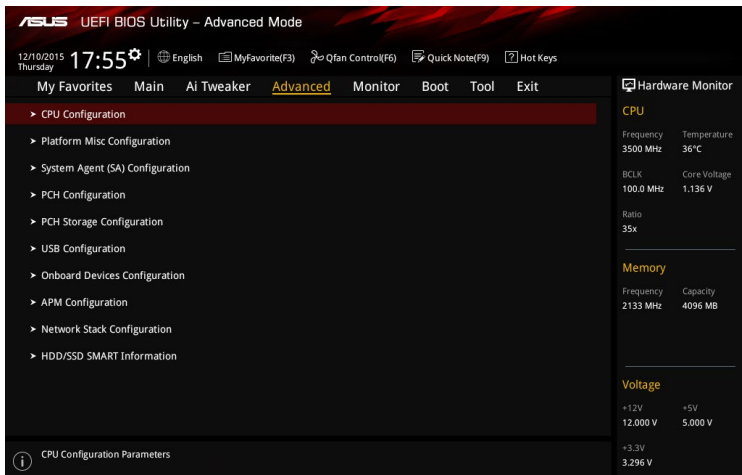 ASUS UEFI BIOS Utility – Advanced Mode
12/10/2015 Thursday 17:55 English MyFavorite(F3) Qfan Control(F6) Quick Note(F9) ? Hot Keys
My Favorites Main Ai Tweaker Advanced Monitor Boot Tool Exit
> CPU Configuration
> Platform Misc Configuration
> System Agent (SA) Configuration
> PCH Configuration
> PCH Storage Configuration
> USB Configuration
> Onboard Devices Configuration
> APM Configuration
> Network Stack Configuration
> HDD/SSD SMART Information
i CPU Configuration Parameters
Hardware Monitor
CPU
Frequency Temperature
3500 MHz 36°C
BCLK Core Voltage
100.0 MHz 1.136 V
Ratio
35x
Memory
Frequency Capacity
2133 MHz 4096 MB
Voltage
+12V +5V
12.000 V 5.000 V
+3.3V
3.296 V